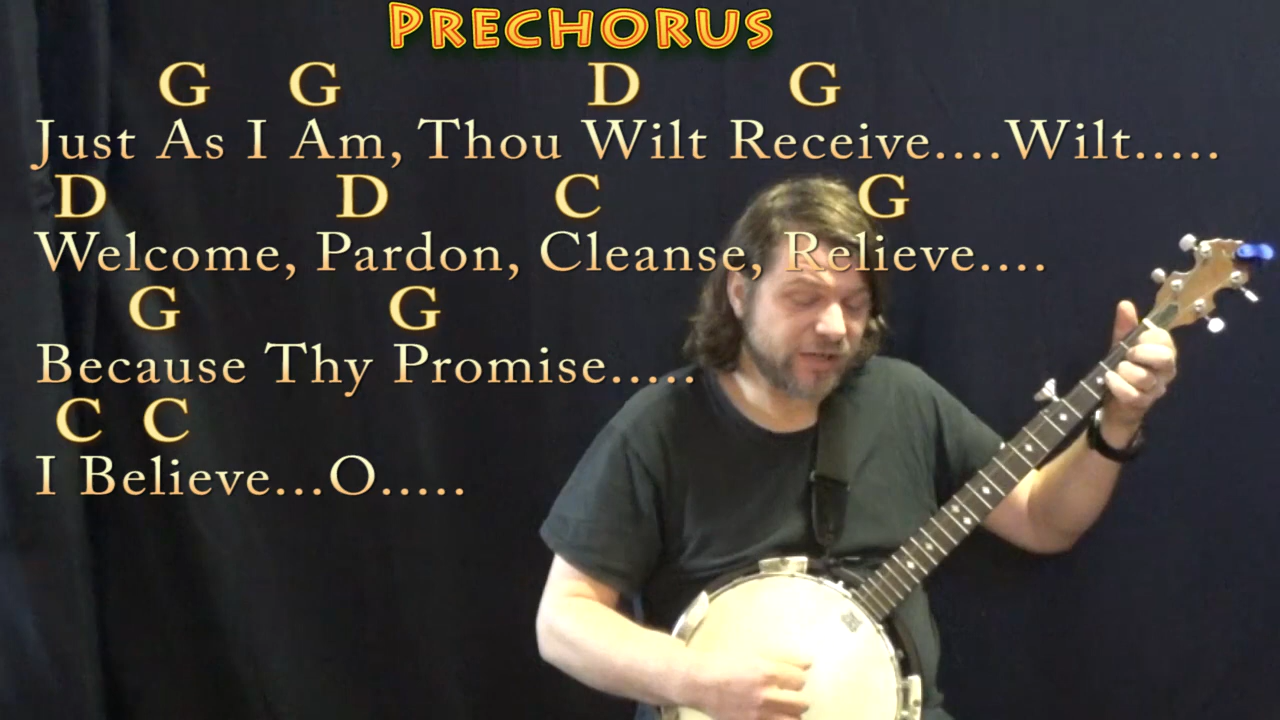 PRECHORUS
G G D G
Just As I Am, Thou Wilt Receive....Wilt.....
D D C G
Welcome, Pardon, Cleanse, Relieve....
G G
Because Thy Promise.....
C C
I Believe...O.....